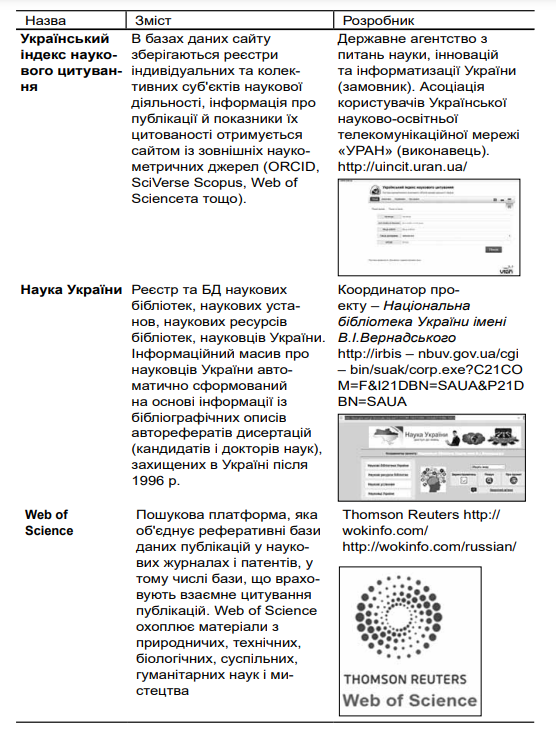 Назва Зміст Розробник
Український
індекс науко-
вого цитуван-
ня
В базах даних сайту
зберігаються реєстри
індивідуальних та колек-
тивних суб'єктів наукової
діяльності, інформація про
публікації й показники їх
цитованості отримується
сайтом із зовнішніх науко-
метричних джерел (ORCID,
SciVerse Scopus, Web of
Scienceта тощо).
Державне агентство з
питань науки, інновацій
та інформатизації України
(замовник). Асоціація
користувачів Української
науково-освітньої
телекомунікаційної мережі
«УРАН» (виконавець).
http://uincit.uran.ua/
Український індекс наукового цитування
Наука України
Реєстр та БД наукових
бібліотек, наукових уста-
нов, наукових ресурсів
бібліотек, науковців України.
Інформаційний масив про
науковців України авто-
матично сформований
на основі інформації із
бібліографічних описів
авторефератів дисертацій
(кандидатів і докторів наук),
захищених в Україні після
1996 р.
Координатор про-
екту – Національна
бібліотека України імені
В.І.Вернадського
http://irbis – nbuv.gov.ua/cgi
– bin/suak/corp.exe?C21CO
M=F&I21DBN=SAUA&P21D
BN=SAUA
Наука України
Web of
Science
Пошукова платформа, яка
об'єднує реферативні бази
даних публікацій у науко-
вих журналах і патентів, у
тому числі бази, що врахо-
вують взаємне цитування
публікацій. Web of Science
охоплює матеріали з
природничих, технічних,
біологічних, суспільних,
гуманітарних наук і ми-
стецтва
Thomson Reuters http://
wokinfo.com/
http://wokinfo.com/russian/
THOMSON REUTERS
Web of Science